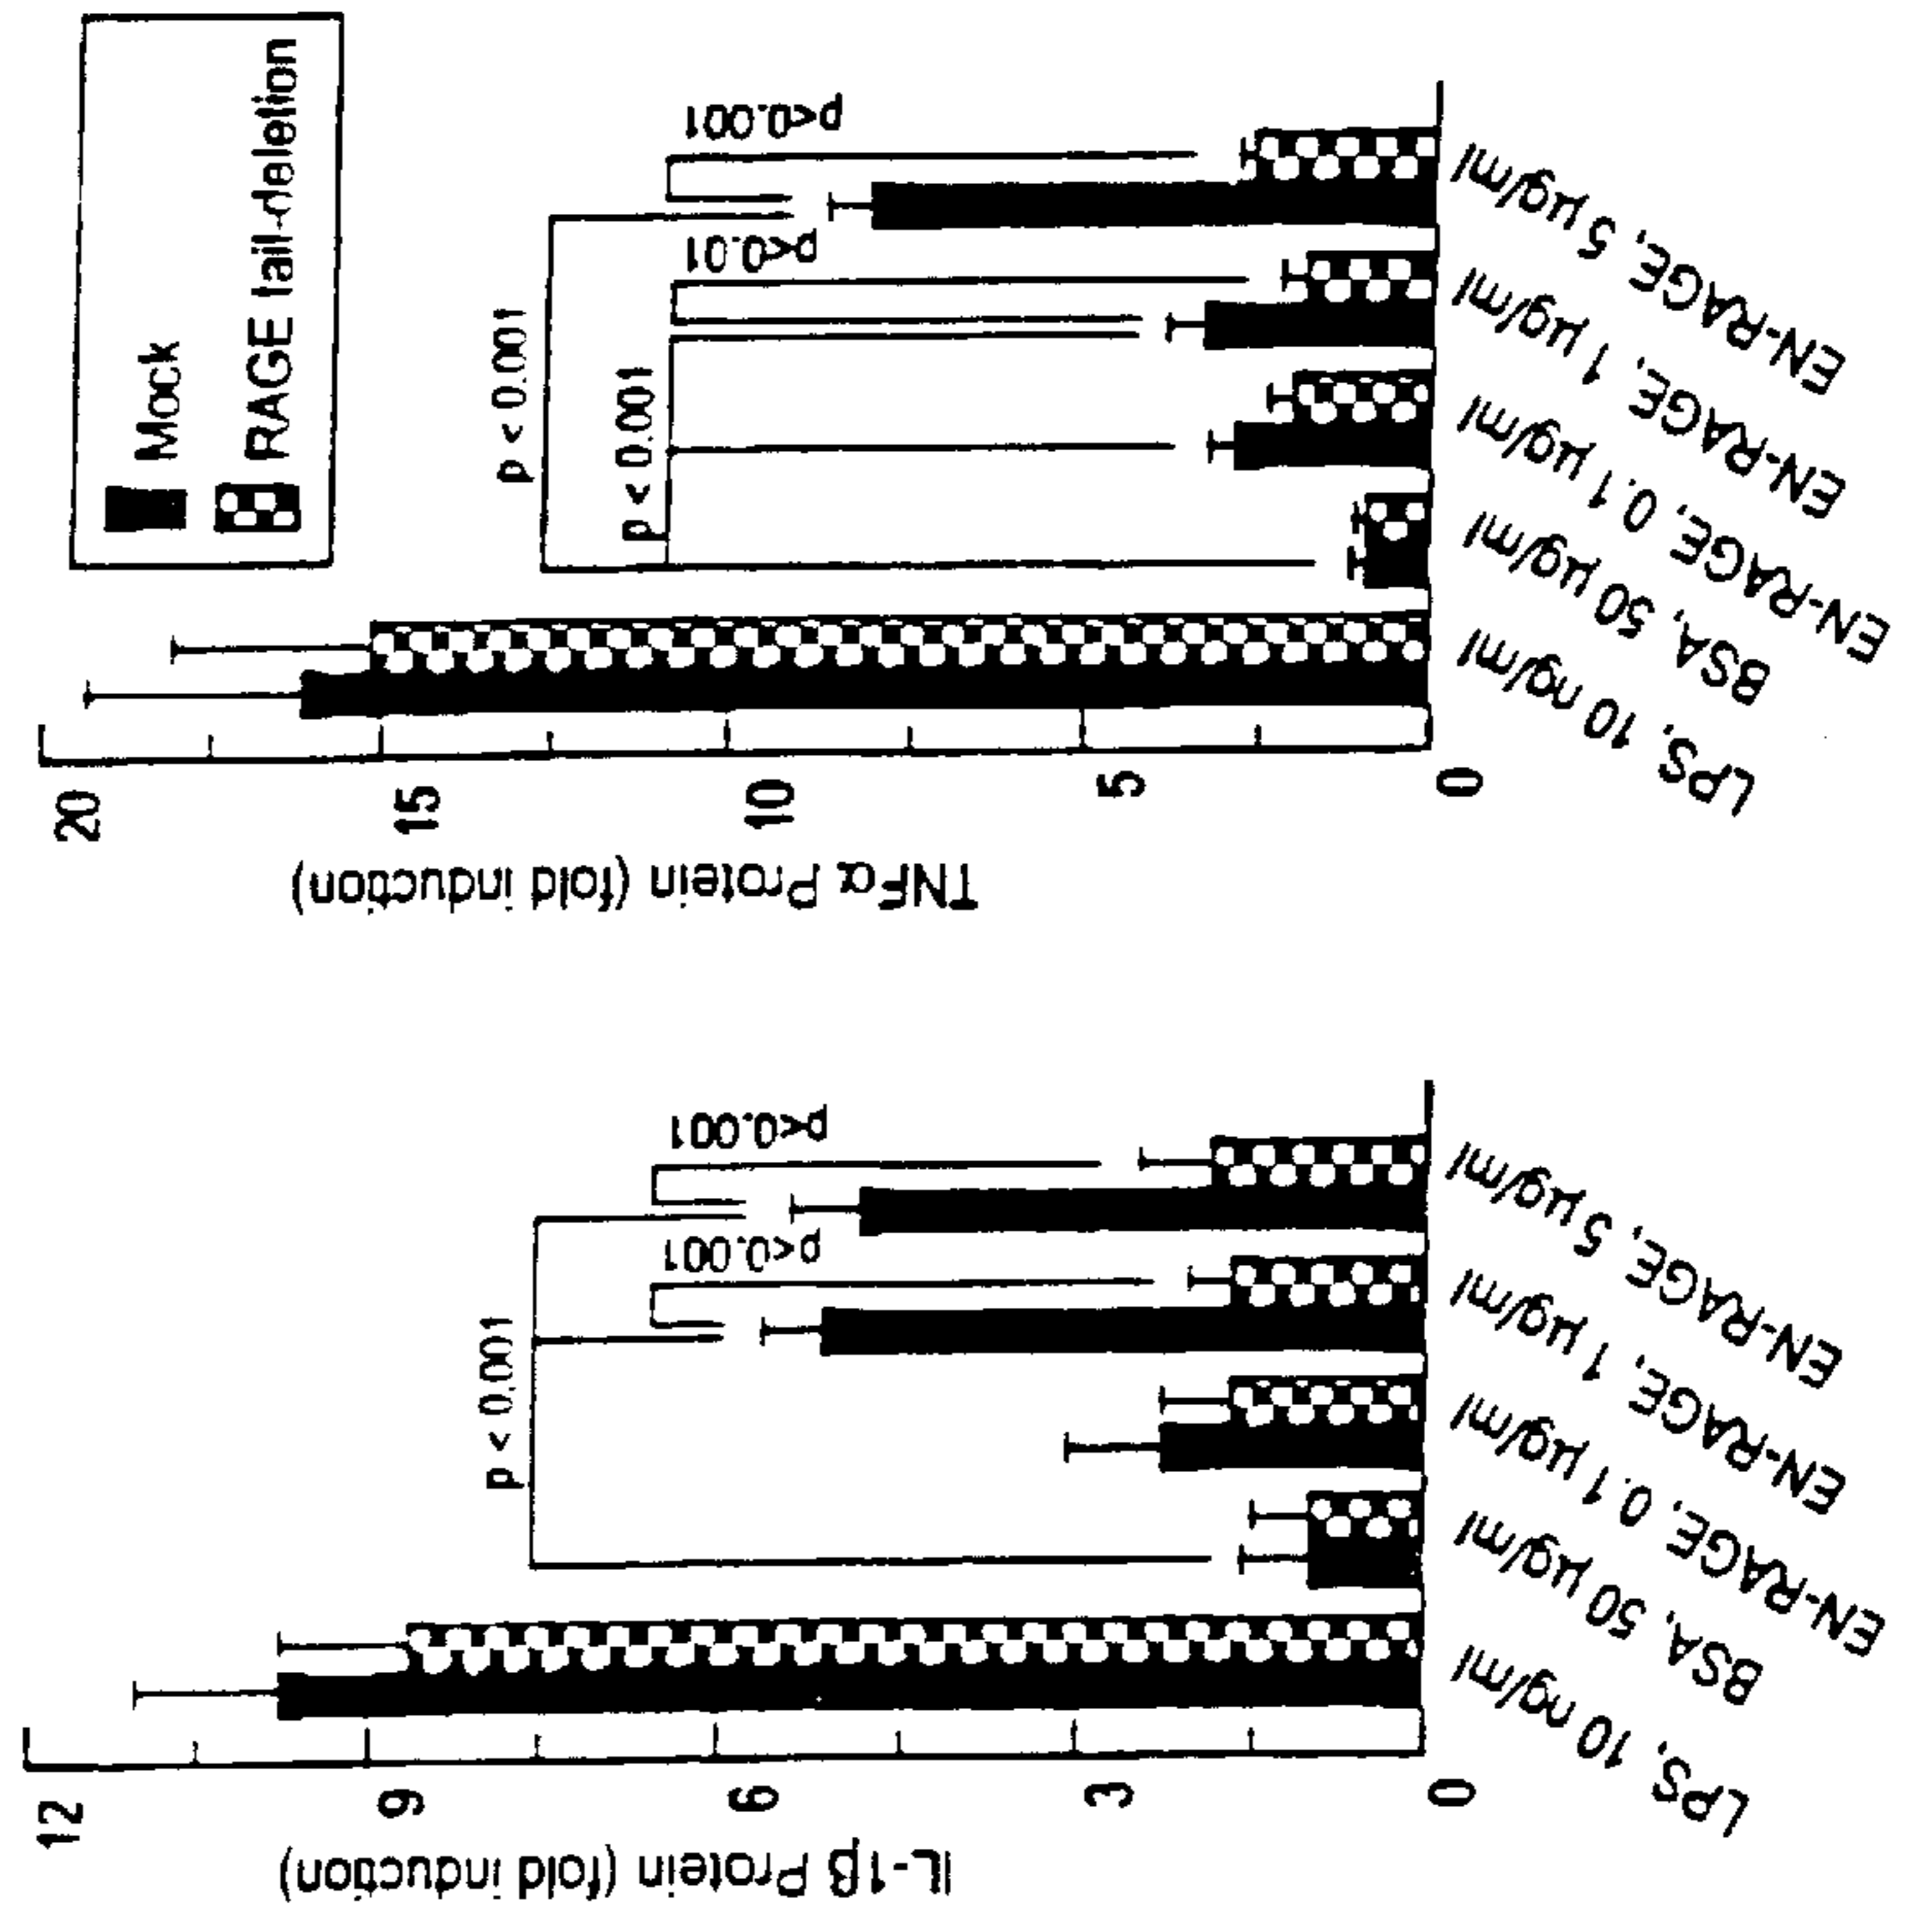 Mock
RAGE tail-deletion
IL-1β Protein (fold induction)
12
9
6
3
0
p < 0.001
p<0.001
p<0.001
LPS, 10 ng/ml
BSA, 50 µg/ml
EN-RAGE, 0.1 µg/ml
EN-RAGE, 1 µg/ml
EN-RAGE, 5 µg/ml
TNFα Protein (fold induction)
20
15
10
5
0
p < 0.001
p < 0.001
p<0.01
p<0.001
LPS, 10 ng/ml
BSA, 50 µg/ml
EN-RAGE, 0.1 µg/ml
EN-RAGE, 1 µg/ml
EN-RAGE, 5 µg/ml